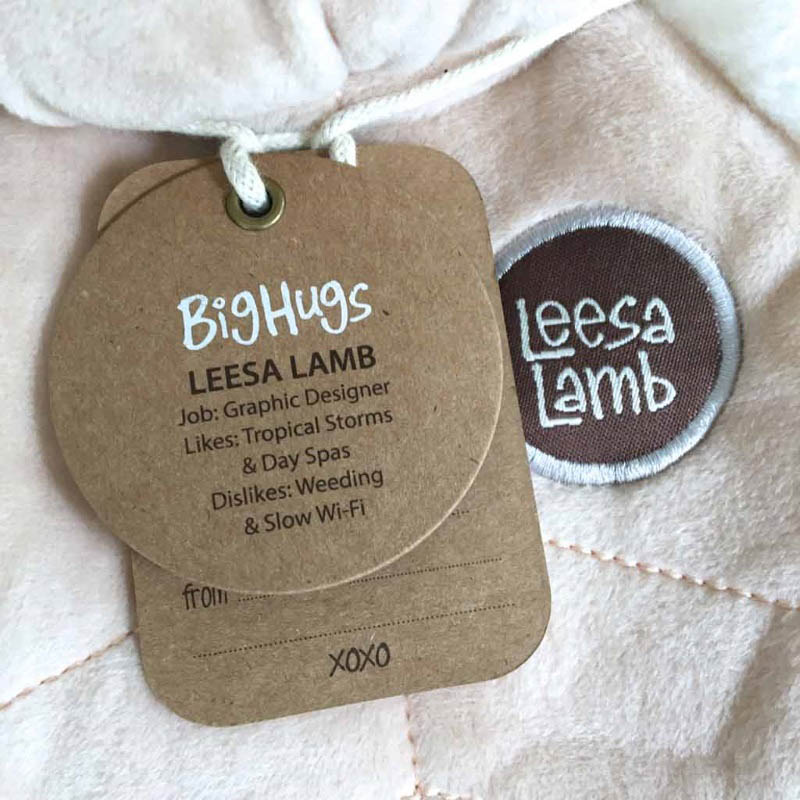 BigHugs
LEESA LAMB
Job: Graphic Designer
Likes: Tropical Storms
& Day Spas
Dislikes: Weeding
& Slow Wi-Fi
from
xoxo
Leesa
Lamb